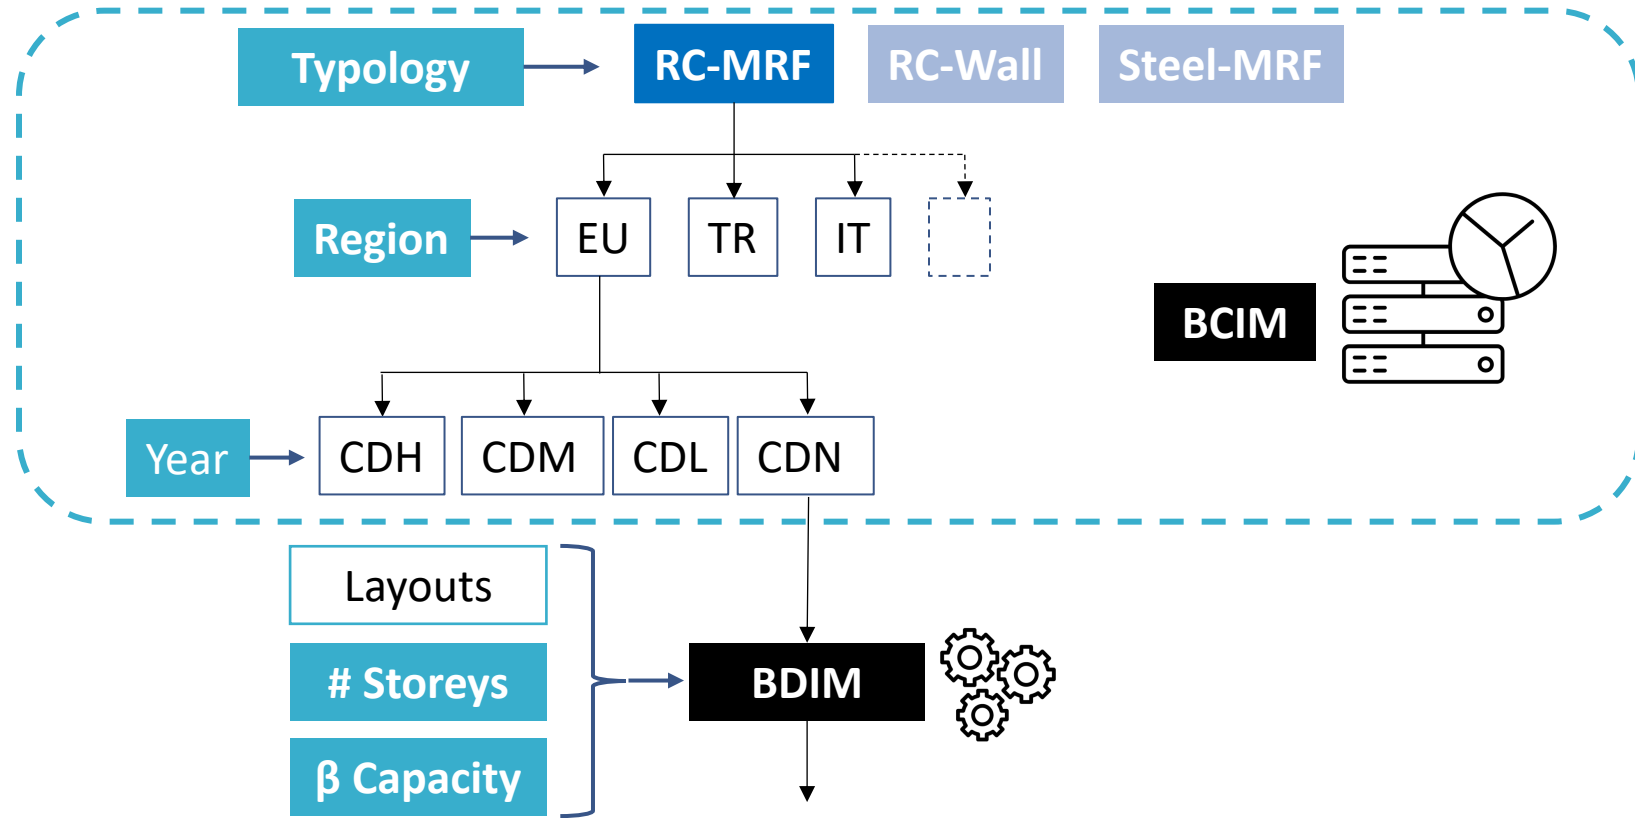 Typology
RC-MRF
RC-Wall
Steel-MRF
Region
EU
TR
IT
BCIM
Year
CDH
CDM
CDL
CDN
Layouts
# Storeys
BDIM
β Capacity